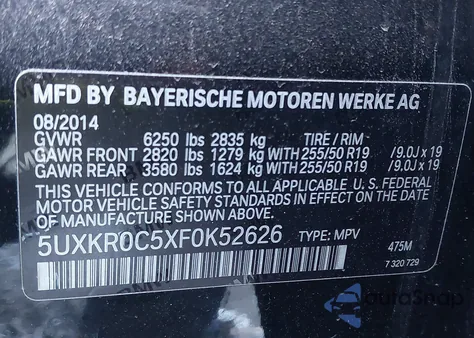 MFD BY BAYERISCHE MOTOREN WERKE AG
08/2014
GVWR 6250 lbs 2835 kg TIRE / RIM -
GAWR FRONT 2820 lbs 1279 kg WITH 255/50 R19 /9.0J x 19
GAWR REAR 3580 lbs 1624 kg WITH 255/50 R19 /9.0J x 19
THIS VEHICLE CONFORMS TO ALL APPLICABLE U. S. FEDERAL
MOTOR VEHICLE SAFETY STANDARDS IN EFFECT ON THE DATE
OF MANUFACTURE SHOWN ABOVE.
5UXKR0C5XF0K52626 TYPE: MPV
475M
7 320 729
autoSnap